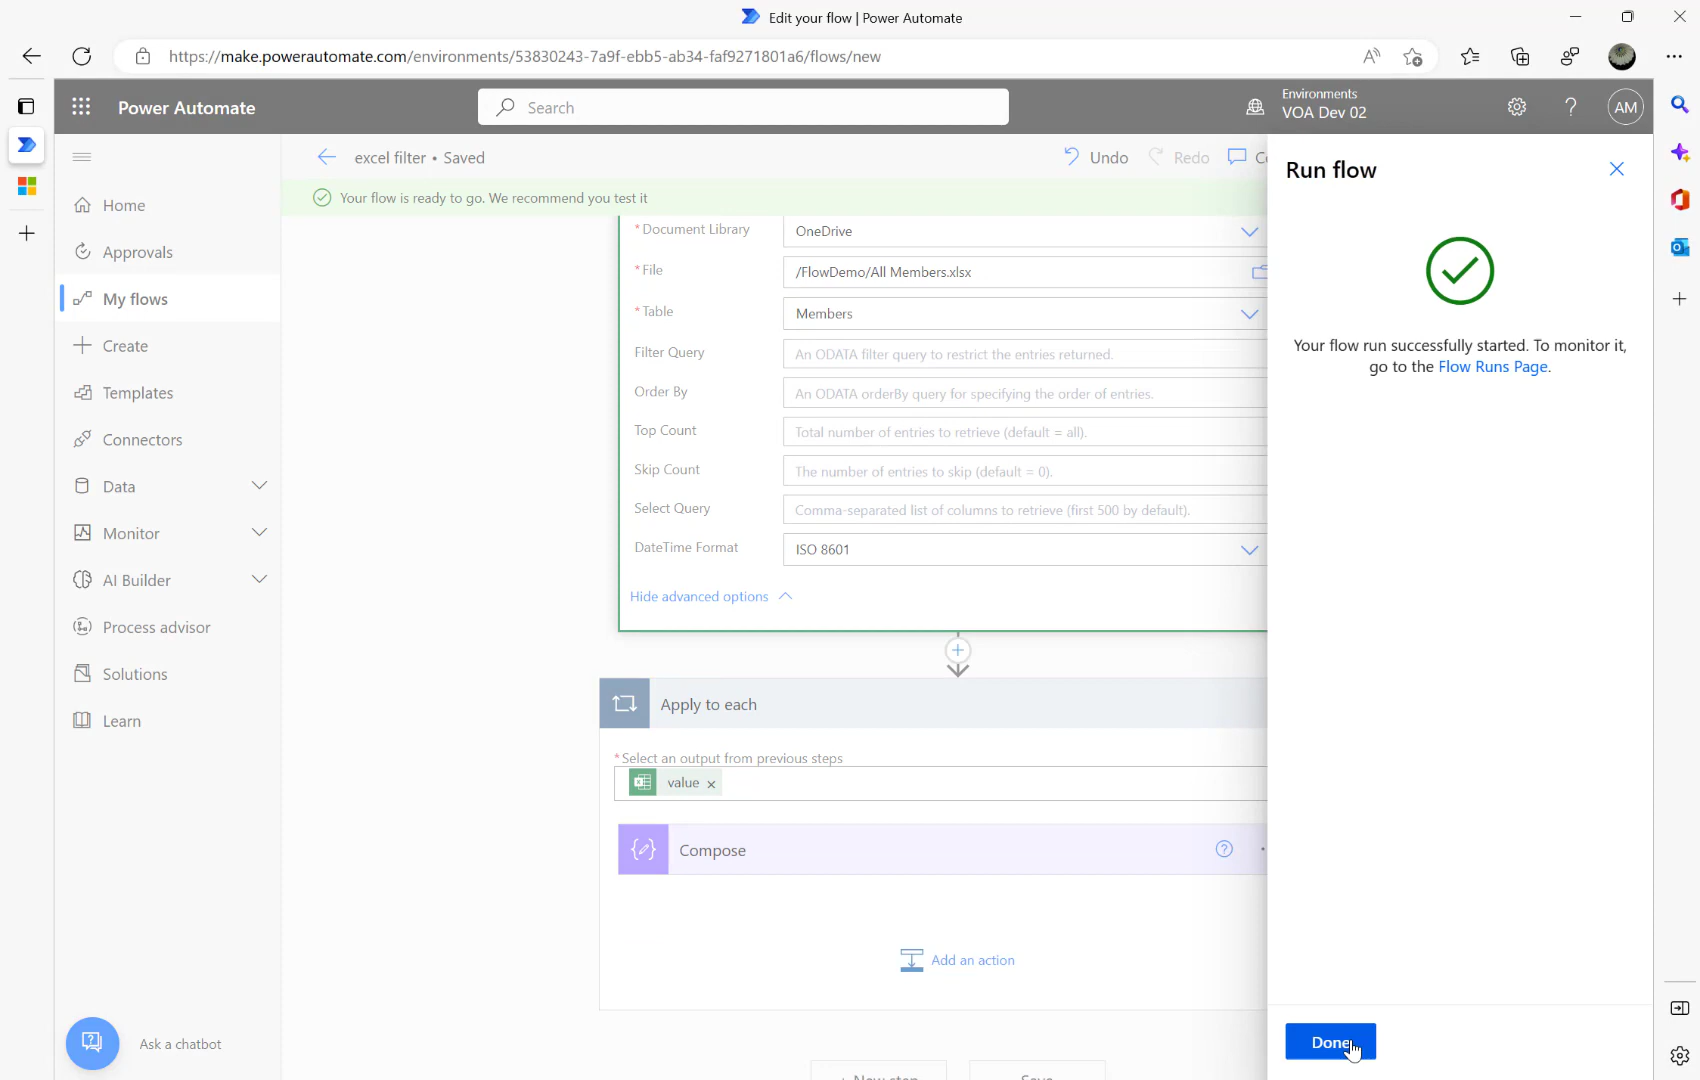 Edit your flow | Power Automate
https://make.powerautomate.com/environments/53830243-7a9f-ebb5-ab34-faf9271801a6/flows/new
Power Automate
Search
Environments
VOA Dev 02
?
AM
excel filter • Saved
Undo
Redo
Your flow is ready to go. We recommend you test it
Home
Approvals
My flows
Create
Templates
Connectors
Data
Monitor
AI Builder
Process advisor
Solutions
Learn
Ask a chatbot
* Document Library
OneDrive
* File
/FlowDemo/All Members.xlsx
* Table
Members
Filter Query
An ODATA filter query to restrict the entries returned.
Order By
An ODATA orderBy query for specifying the order of entries.
Top Count
Total number of entries to retrieve (default = all).
Skip Count
The number of entries to skip (default = 0).
Select Query
Comma-separated list of columns to retrieve (first 500 by default).
DateTime Format
ISO 8601
Hide advanced options
Apply to each
* Select an output from previous steps
value
Compose
Add an action
Run flow
Your flow run successfully started. To monitor it,
go to the Flow Runs Page.
Done